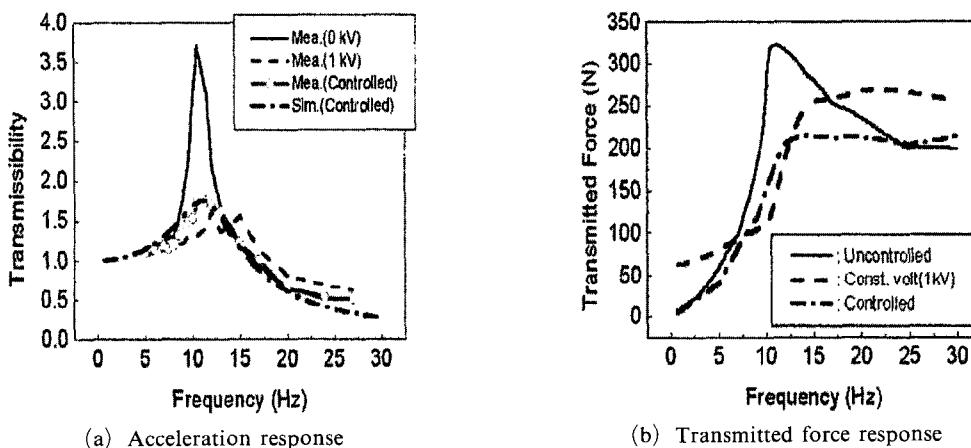 4.0
3.5
3.0
2.5
2.0
1.5
1.0
0.5
0.0
Transmissibility
Mea.(0 kV)
Mea.(1 kV)
Mea.(Controlled)
Sim.(Controlled)
0 5 10 15 20 25 30
Frequency (Hz)
(a) Acceleration response
350
300
250
200
150
100
50
0
Transmitted Force (N)
: Uncontrolled
: Const. volt(1kV)
: Controlled
0 5 10 15 20 25 30
Frequency (Hz)
(b) Transmitted force response